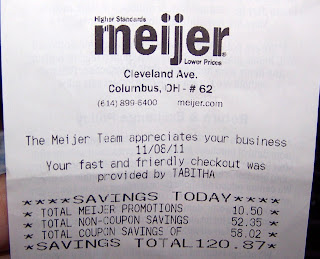 Higher Standards
meijer
Lower Prices
Cleveland Ave.
Columbus, OH - # 62
(614) 899-6400 meijer.com
The Meijer Team appreciates your business
11/08/11
Your fast and friendly checkout was
provided by TABITHA
****SAVINGS TODAY****
* TOTAL MEIJER PROMOTIONS 10.50 *
* TOTAL NON-COUPON SAVINGS 52.35 *
* TOTAL COUPON SAVINGS OF 58.02 *
*SAVINGS TOTAL120.87*